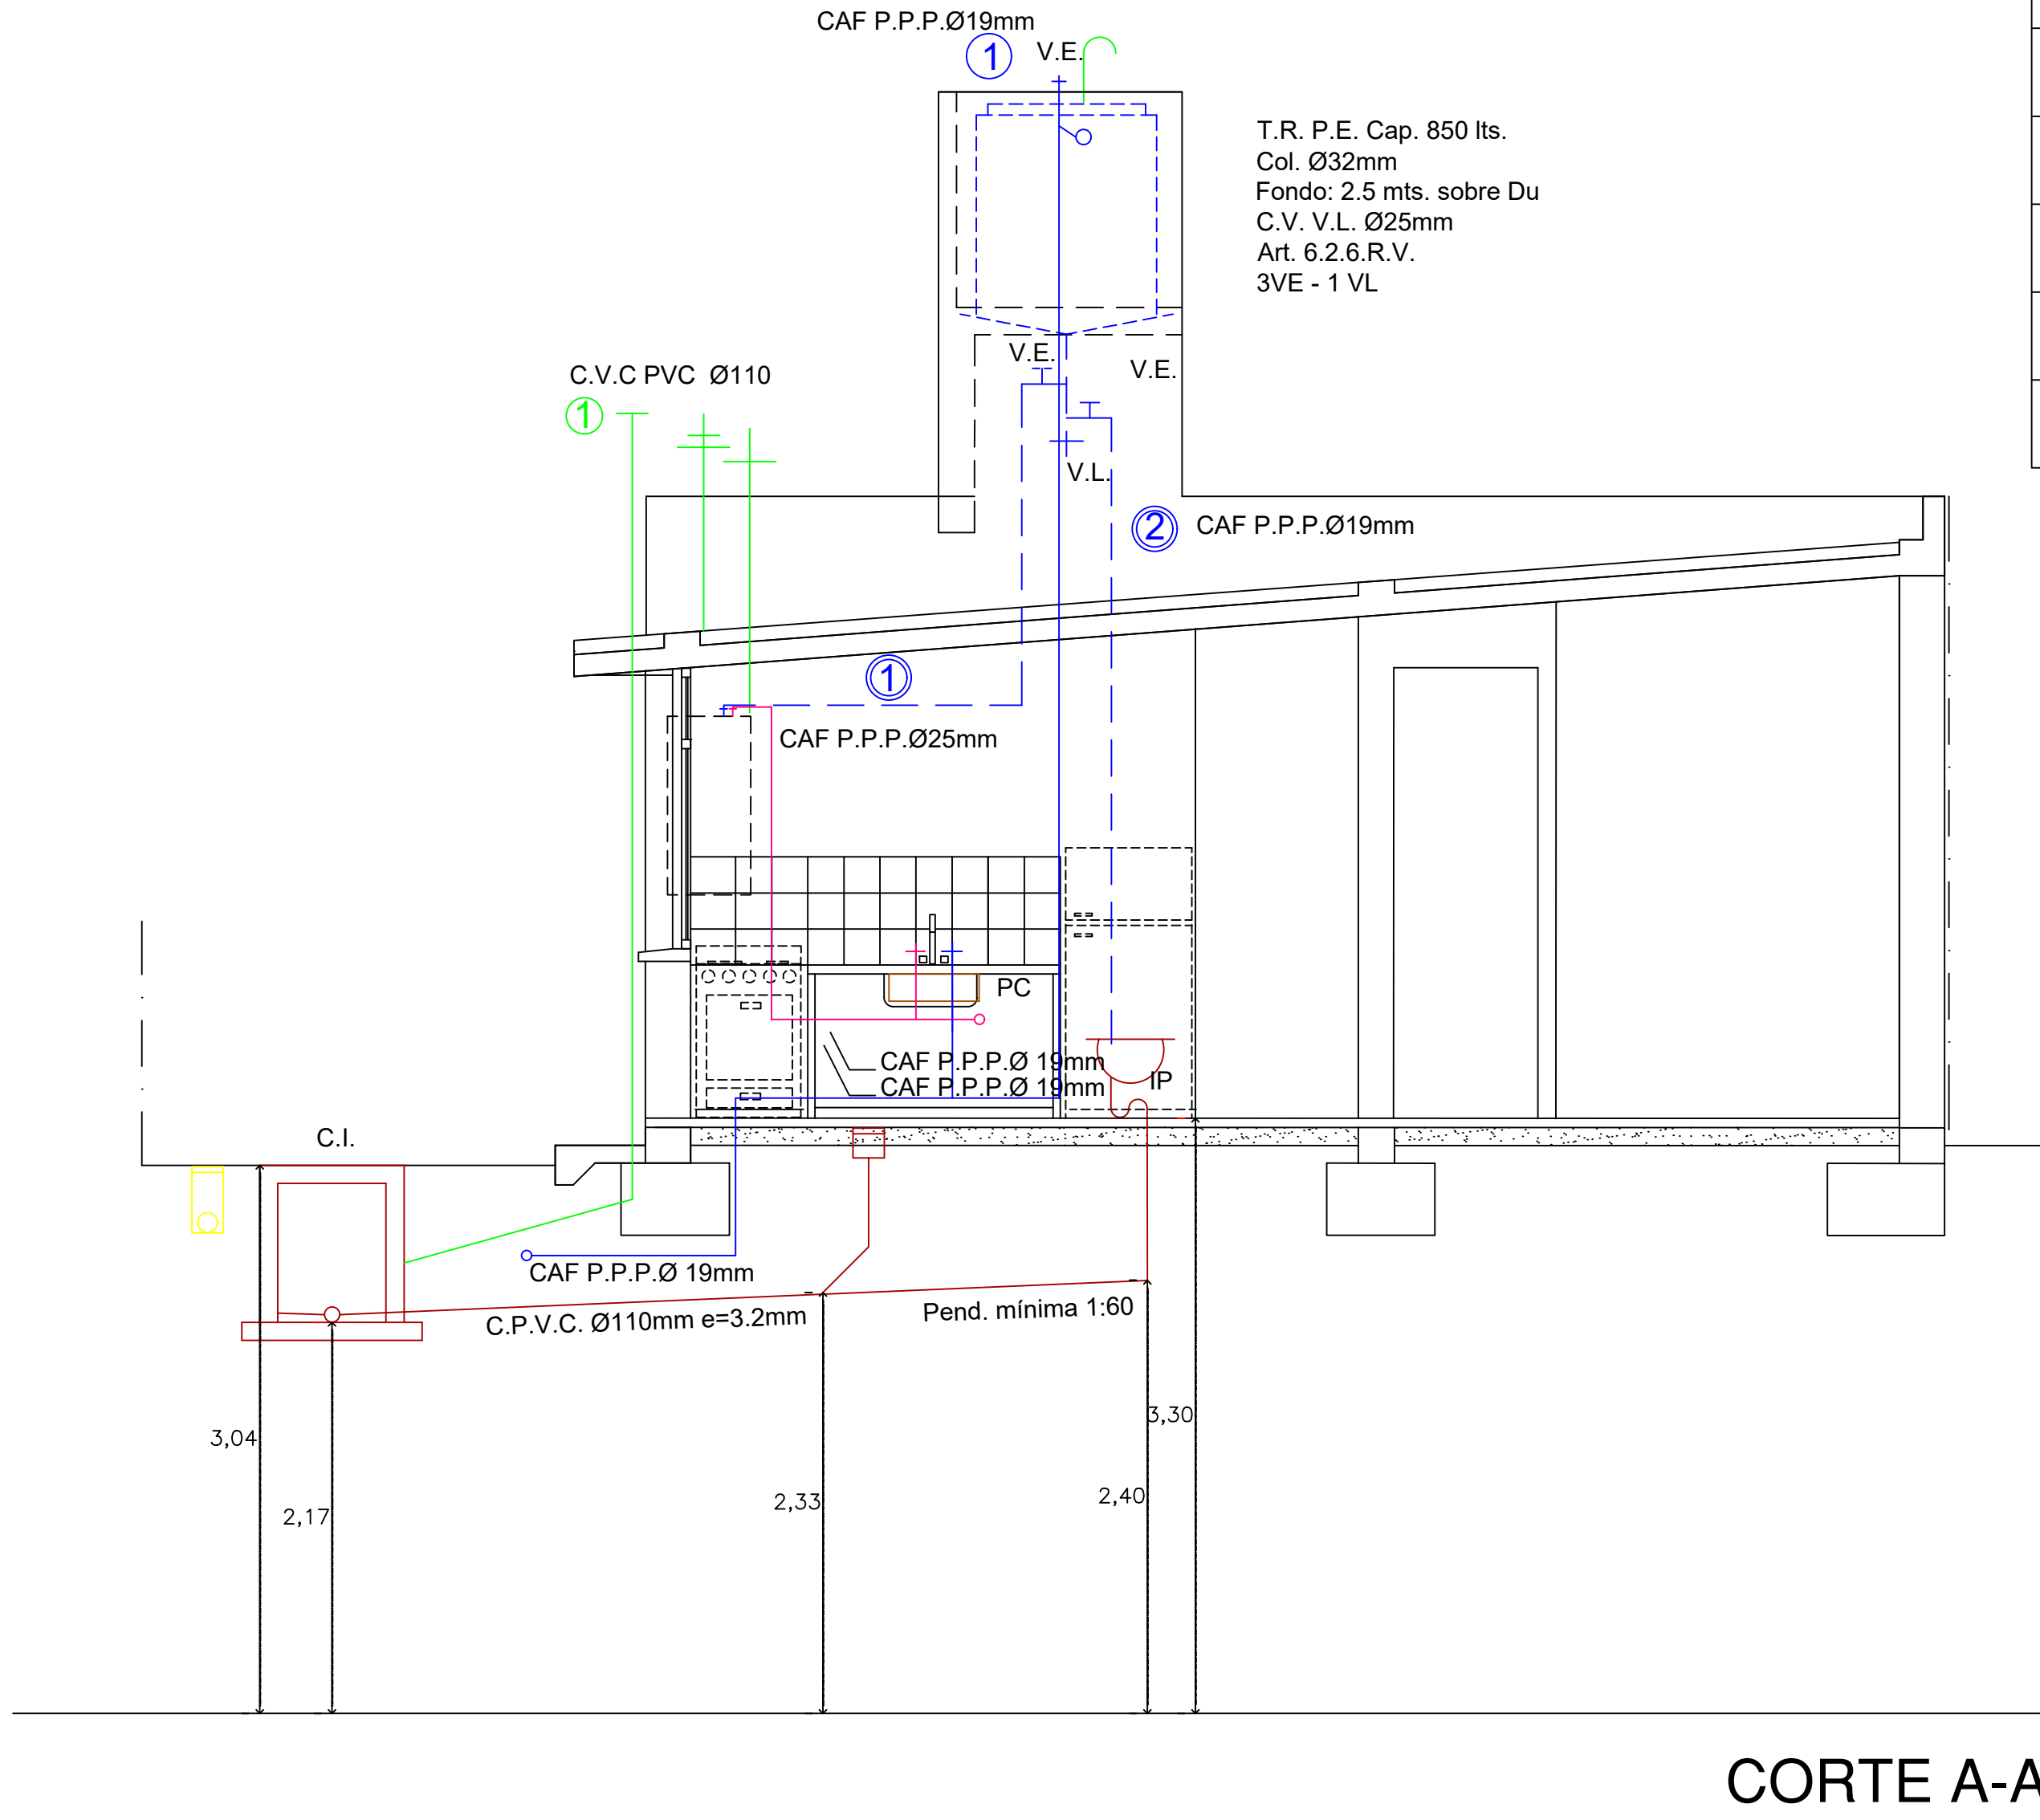 CAF P.P.P.Ø19mm
1
V.E.
T.R. P.E. Cap. 850 lts.
Col. Ø32mm
Fondo: 2.5 mts. sobre Du
C.V. V.L. Ø25mm
Art. 6.2.6.R.V.
3VE - 1 VL
V.E.
V.E.
C.V.C PVC Ø110
1
V.L.
2
CAF P.P.P.Ø19mm
1
CAF P.P.P.Ø25mm
PC
CAF P.P.P.Ø 19mm
CAF P.P.P.Ø 19mm
IP
C.I.
CAF P.P.P.Ø 19mm
C.P.V.C. Ø110mm e=3.2mm
Pend. mínima 1:60
3,04
2,17
2,33
2,40
3,30
CORTE A-A